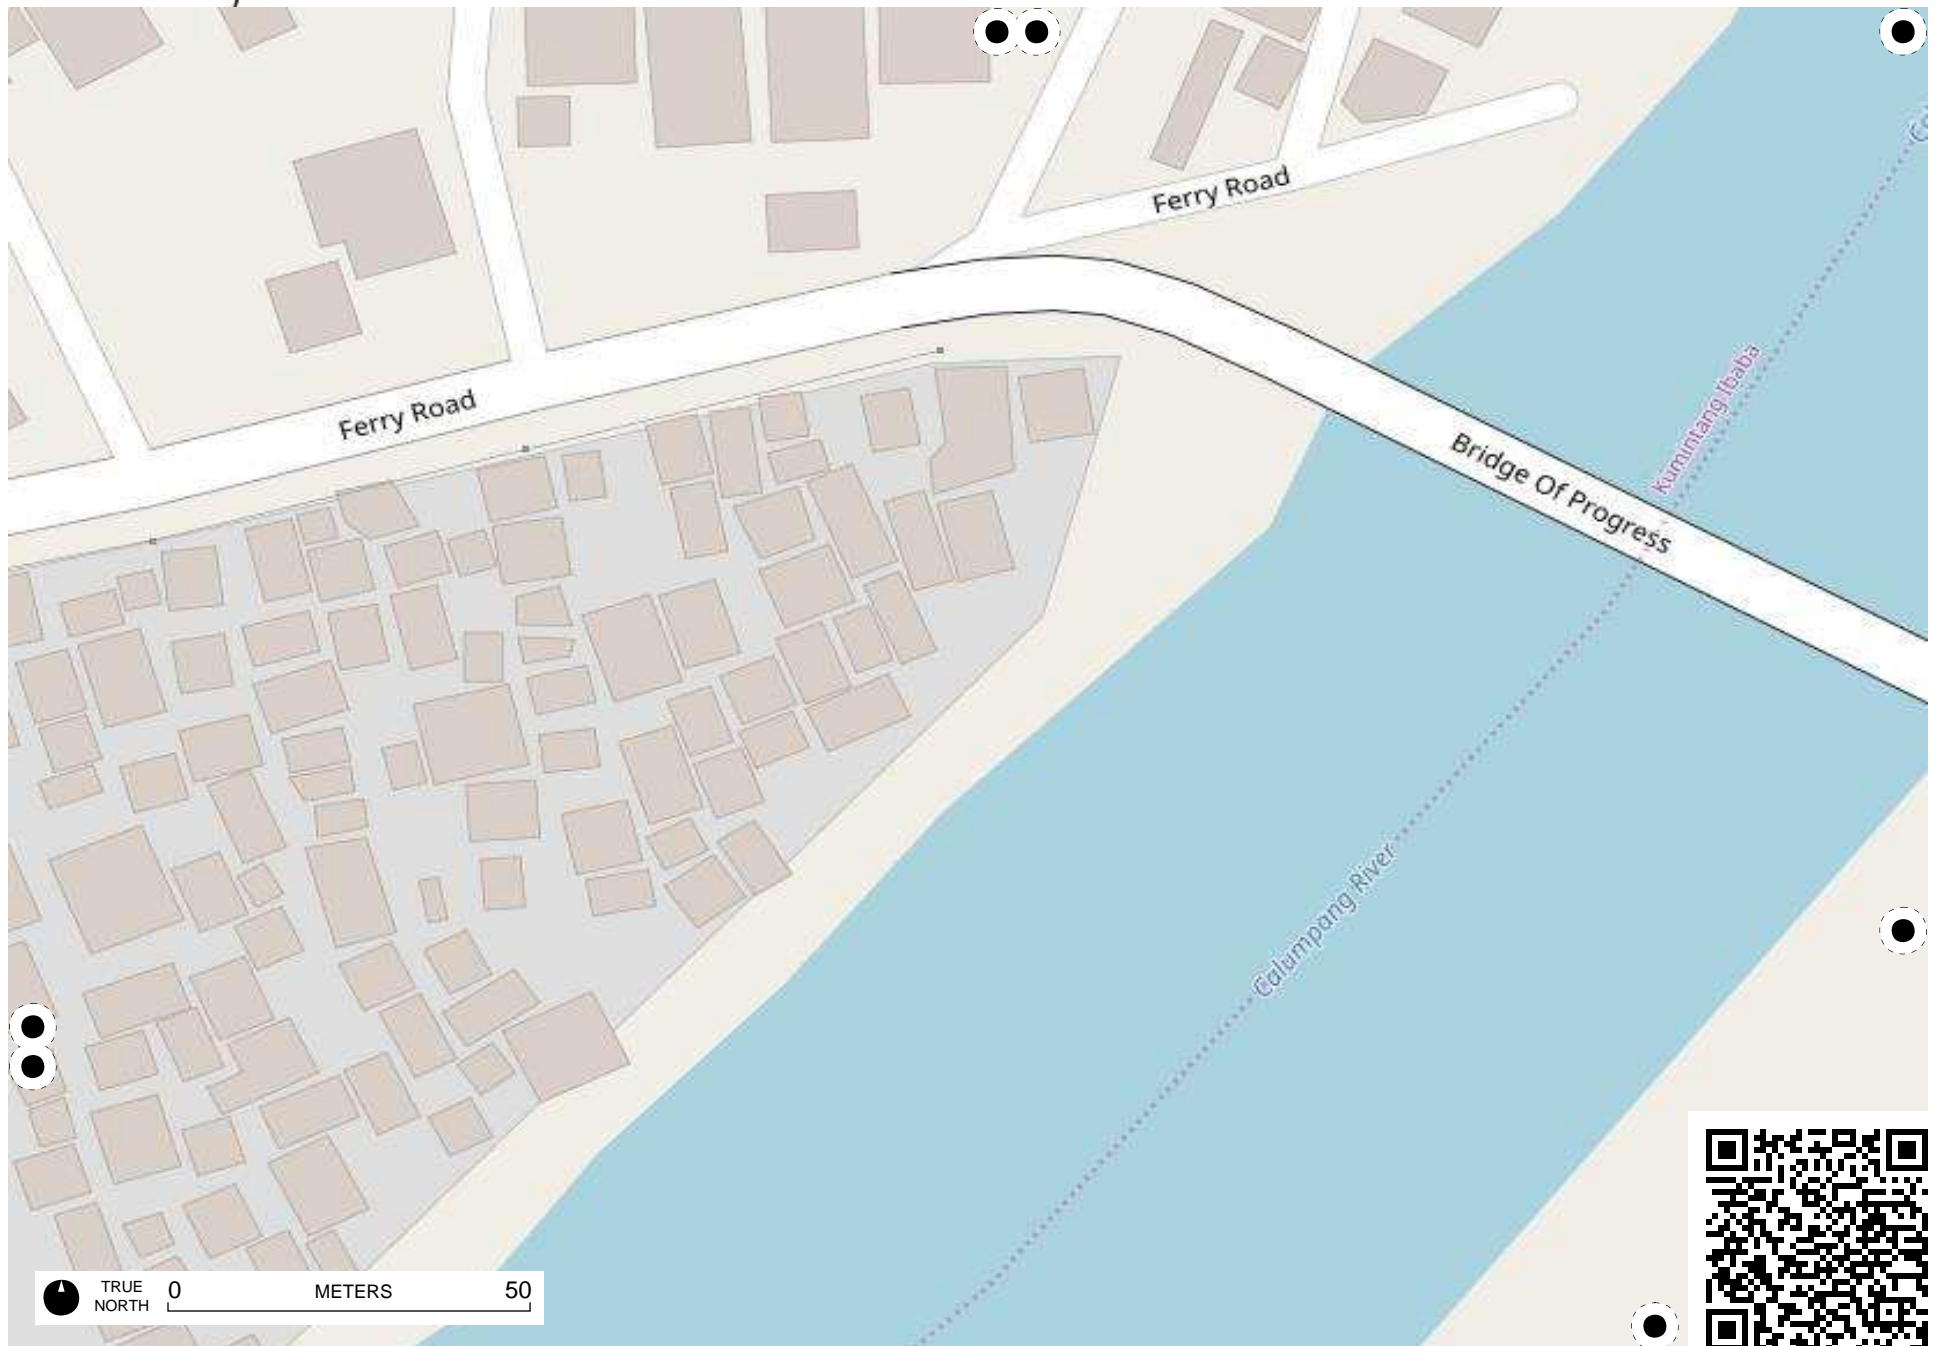 Ferry Road
Ferry Road
Kumintang Ibaba
Bridge Of Progress
Calumpang River
TRUE
NORTH
0 METERS 50